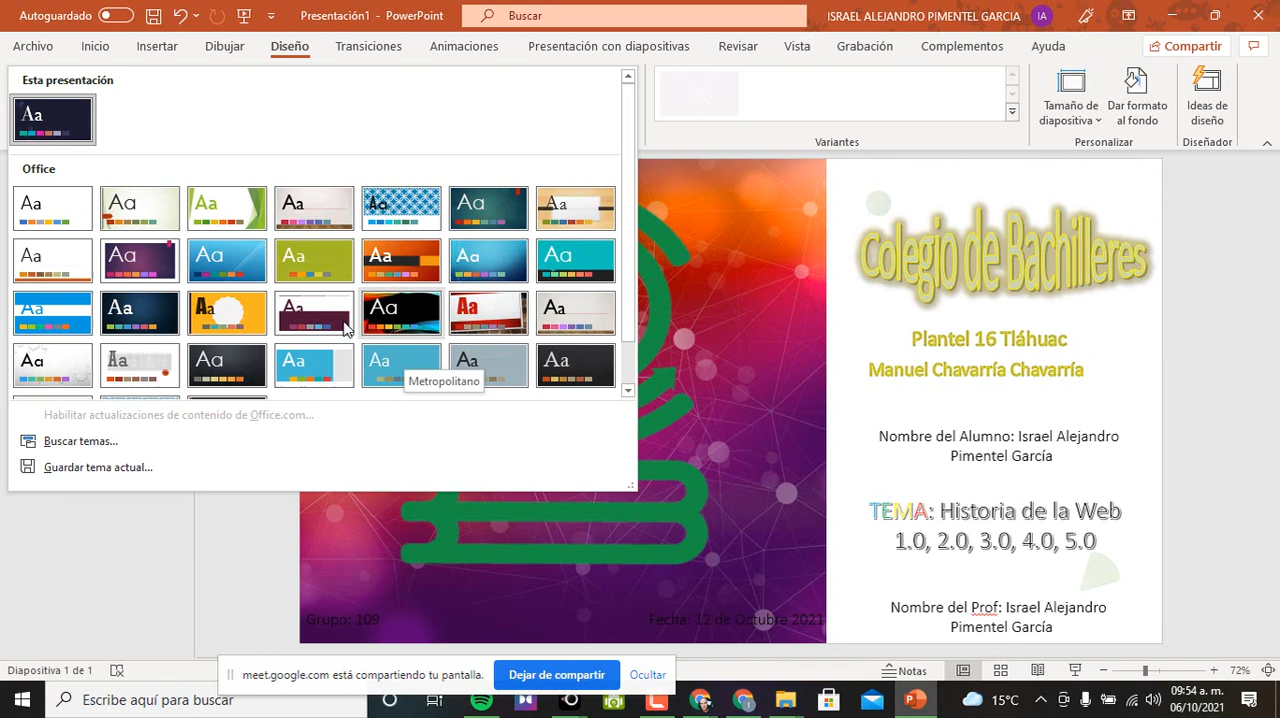 Autoguardado
Presentación1 - PowerPoint
Buscar
ISRAEL ALEJANDRO PIMENTEL GARCIA
IA
Archivo
Inicio
Insertar
Dibujar
Diseño
Transiciones
Animaciones
Presentación con diapositivas
Revisar
Vista
Grabación
Complementos
Ayuda
Compartir
Esta presentación
Aa
Office
Aa Aa Aa Aa Aa Aa Aa
Aa Aa Aa Aa Aa Aa Aa
Aa Aa Aa Aa Aa Aa Aa
Aa Aa Aa Aa Aa Aa Aa
Metropolitano
Habilitar actualizaciones de contenido de Office.com...
Buscar temas...
Guardar tema actual...
Variantes
Tamaño de
diapositiva
Dar formato
al fondo
Personalizar
Ideas de
diseño
Diseñador
Colegio de Bachilleres
Plantel 16 Tláhuac
Manuel Chavarría Chavarría
Nombre del Alumno: Israel Alejandro
Pimentel García
TEMA: Historia de la Web
1.0, 2.0, 3.0, 4.0, 5.0
Nombre del Prof: Israel Alejandro
Pimentel García
Grupo: 109
Fecha: 12 de Octubre 2021
Diapositiva 1 de 1
meet.google.com está compartiendo tu pantalla.
Dejar de compartir
Ocultar
Notas
72%
Escribe aquí para buscar
15°C
09:54 a. m.
06/10/2021